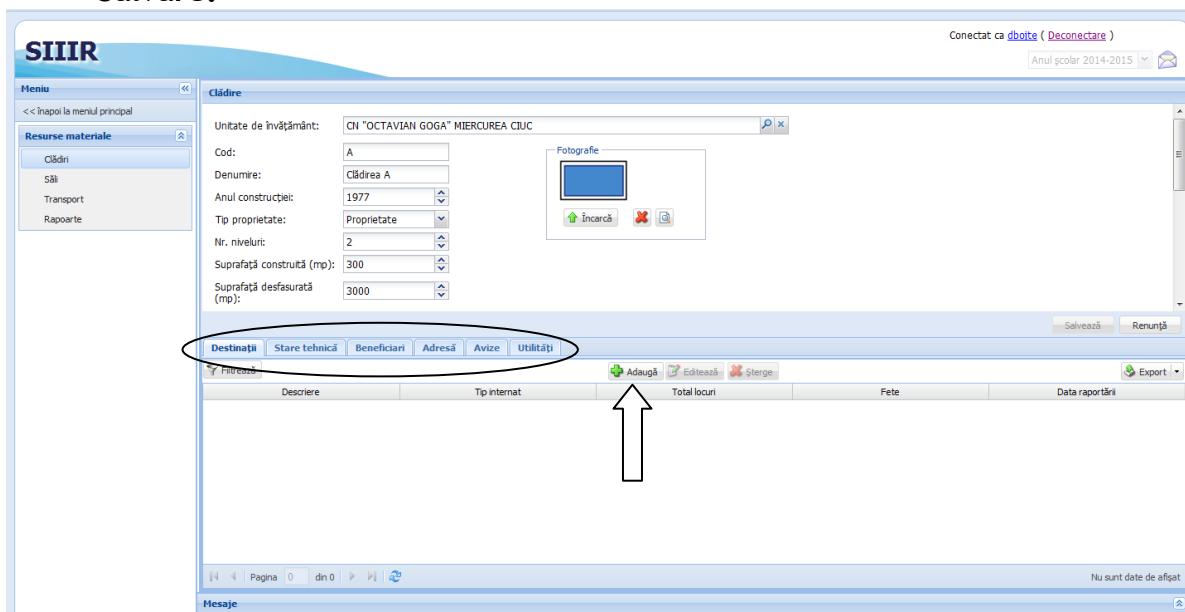 Conectat ca dboite ( Deconectare )
SIIIR
Anul școlar 2014-2015
Meniu
Clădire
<< înapoi la meniul principal
Resurse materiale
Clădiri
Săli
Transport
Rapoarte
Unitate de învățământ: CN "OCTAVIAN GOGA" MIERCUREA CIUC
Cod: A
Fotografie
Denumire: Clădirea A
Anul construcției: 1977
Tip proprietate: Proprietate
Încarcă
Nr. niveluri: 2
Suprafață construită (mp): 300
Suprafață desfasurată
(mp): 3000
Salvează Renunță
Destinații Stare tehnică Beneficiari Adresă Avize Utilități
Filtrează Adaugă Editează Șterge Export
Descriere Tip internat Total locuri Fete Data raportării
Pagina 0 din 0 Nu sunt date de afișat
Mesaje